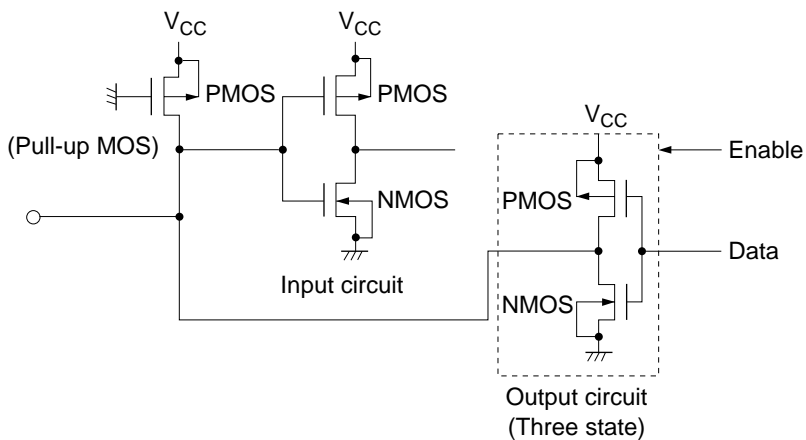 VCC
VCC
PMOS
PMOS
(Pull-up MOS)
VCC
Enable
PMOS
NMOS
Data
Input circuit
NMOS
Output circuit
(Three state)